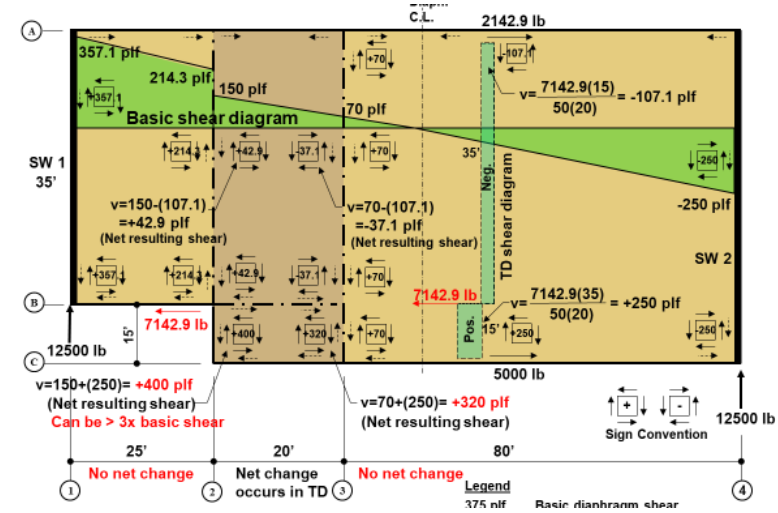 C.L.
2142.9 lb
A
357.1 plf
+70
-107.1
214.3 plf
150 plf
v= 7142.9(15)
50(20) = -107.1 plf
+357.1
70 plf
Basic shear diagram
SW 1
35'
+214.3
+42.9
-37.1
+70
35'
Neg.
TD shear diagram
-250
v=150-(107.1)
=+42.9 plf
(Net resulting shear)
v=70-(107.1)
=-37.1 plf
(Net resulting shear)
-250 plf
SW 2
+357.1
+214.3
+42.9
-37.1
+70
7142.9 lb
v= 7142.9(35)
50(20) = +250 plf
B
7142.9 lb
15'
12500 lb
+400
+320
+70
Pos.
15'
+250
-250
C
5000 lb
v=150+(250)= +400 plf
(Net resulting shear)
Can be > 3x basic shear
v=70+(250)= +320 plf
(Net resulting shear)
+
-
Sign Convention
12500 lb
25'
20'
80'
No net change
Net change
occurs in TD
No net change
1
2
3
4
Legend
375 plf Basic diaphragm shear